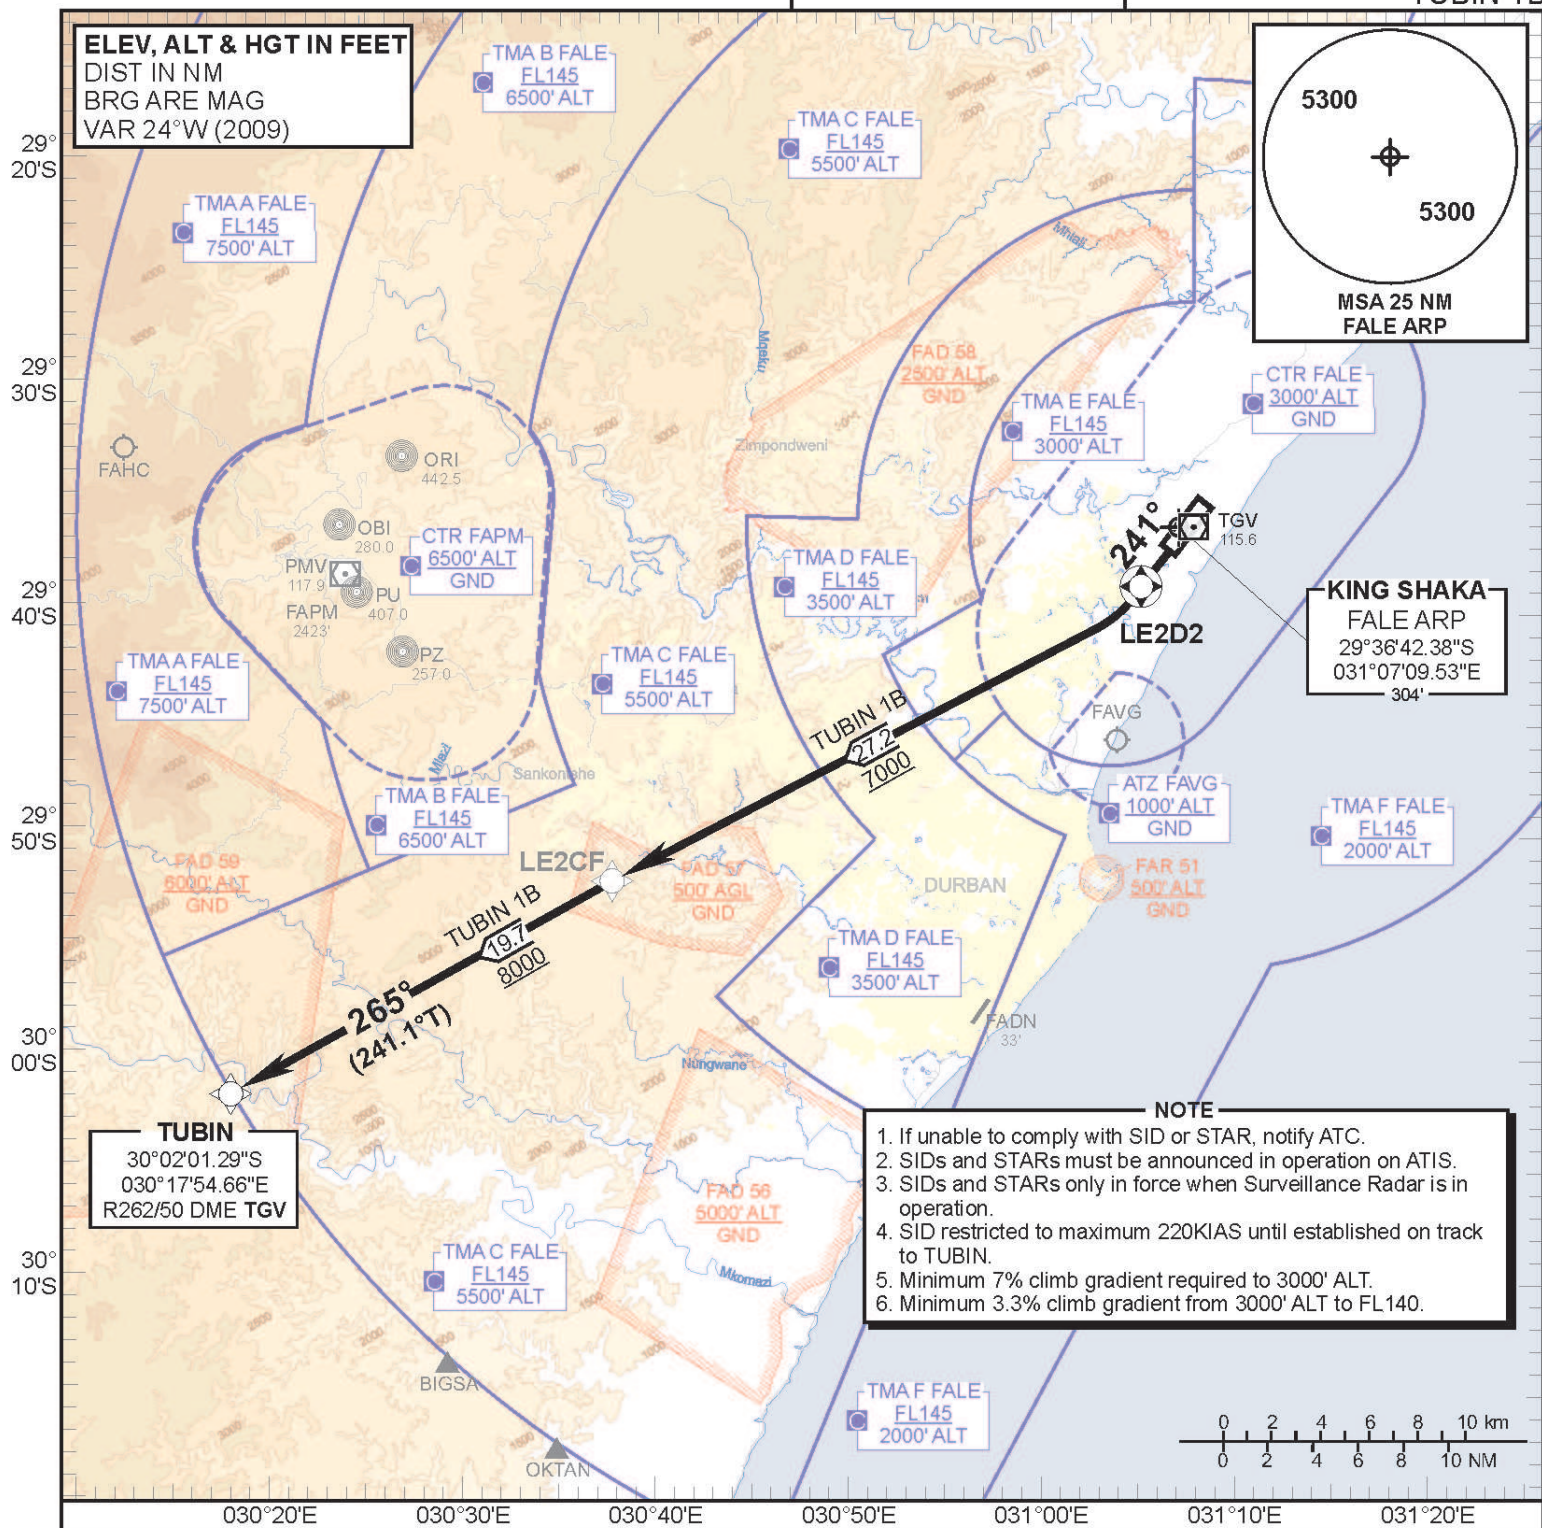 TUBIN 1B
ELEV, ALT & HGT IN FEET
DIST IN NM
BRG ARE MAG
VAR 24°W (2009)
TMA B FALE
FL145
6500' ALT
TMA C FALE
FL145
5500' ALT
5300
5300
MSA 25 NM
FALE ARP
29°
20'S
TMA A FALE
FL145
7500' ALT
Mhlali
Mqeku
29°
30'S
FAD 58
2500' ALT
GND
TMA E FALE
FL145
3000' ALT
CTR FALE
3000' ALT
GND
FAHC
ORI
442.5
Zimpondweni
OBI
280.0
CTR FAPM
6500' ALT
GND
PMV
117.9
PU
407.0
FAPM
2423'
PZ
257.0
241°
TGV
115.6
TMA D FALE
FL145
3500' ALT
29°
40'S
LE2D2
KING SHAKA
FALE ARP
29°36'42.38"S
031°07'09.53"E
304'
TMA A FALE
FL145
7500' ALT
TMA C FALE
FL145
5500' ALT
TUBIN 1B
27.2
7000
FAVG
Mlazi
Sankontshe
TMA B FALE
FL145
6500' ALT
ATZ FAVG
1000' ALT
GND
TMA F FALE
FL145
2000' ALT
29°
50'S
FAD 59
6000' ALT
GND
LE2CF
FAD 57
500' AGL
GND
DURBAN
FAR 51
500' ALT
GND
TUBIN 1B
19.7
8000
TMA D FALE
FL145
3500' ALT
265°
(241.1°T)
FADN
33'
30°
00'S
Nungwane
TUBIN
30°02'01.29"S
030°17'54.66"E
R262/50 DME TGV
NOTE
1. If unable to comply with SID or STAR, notify ATC.
2. SIDs and STARs must be announced in operation on ATIS.
3. SIDs and STARs only in force when Surveillance Radar is in
operation.
4. SID restricted to maximum 220KIAS until established on track
to TUBIN.
5. Minimum 7% climb gradient required to 3000' ALT.
6. Minimum 3.3% climb gradient from 3000' ALT to FL140.
FAD 56
5000' ALT
GND
30°
10'S
TMA C FALE
FL145
5500' ALT
Mkomazi
BIGSA
OKTAN
TMA F FALE
FL145
2000' ALT
0 2 4 6 8 10 km
0 2 4 6 8 10 NM
030°20'E 030°30'E 030°40'E 030°50'E 031°00'E 031°10'E 031°20'E